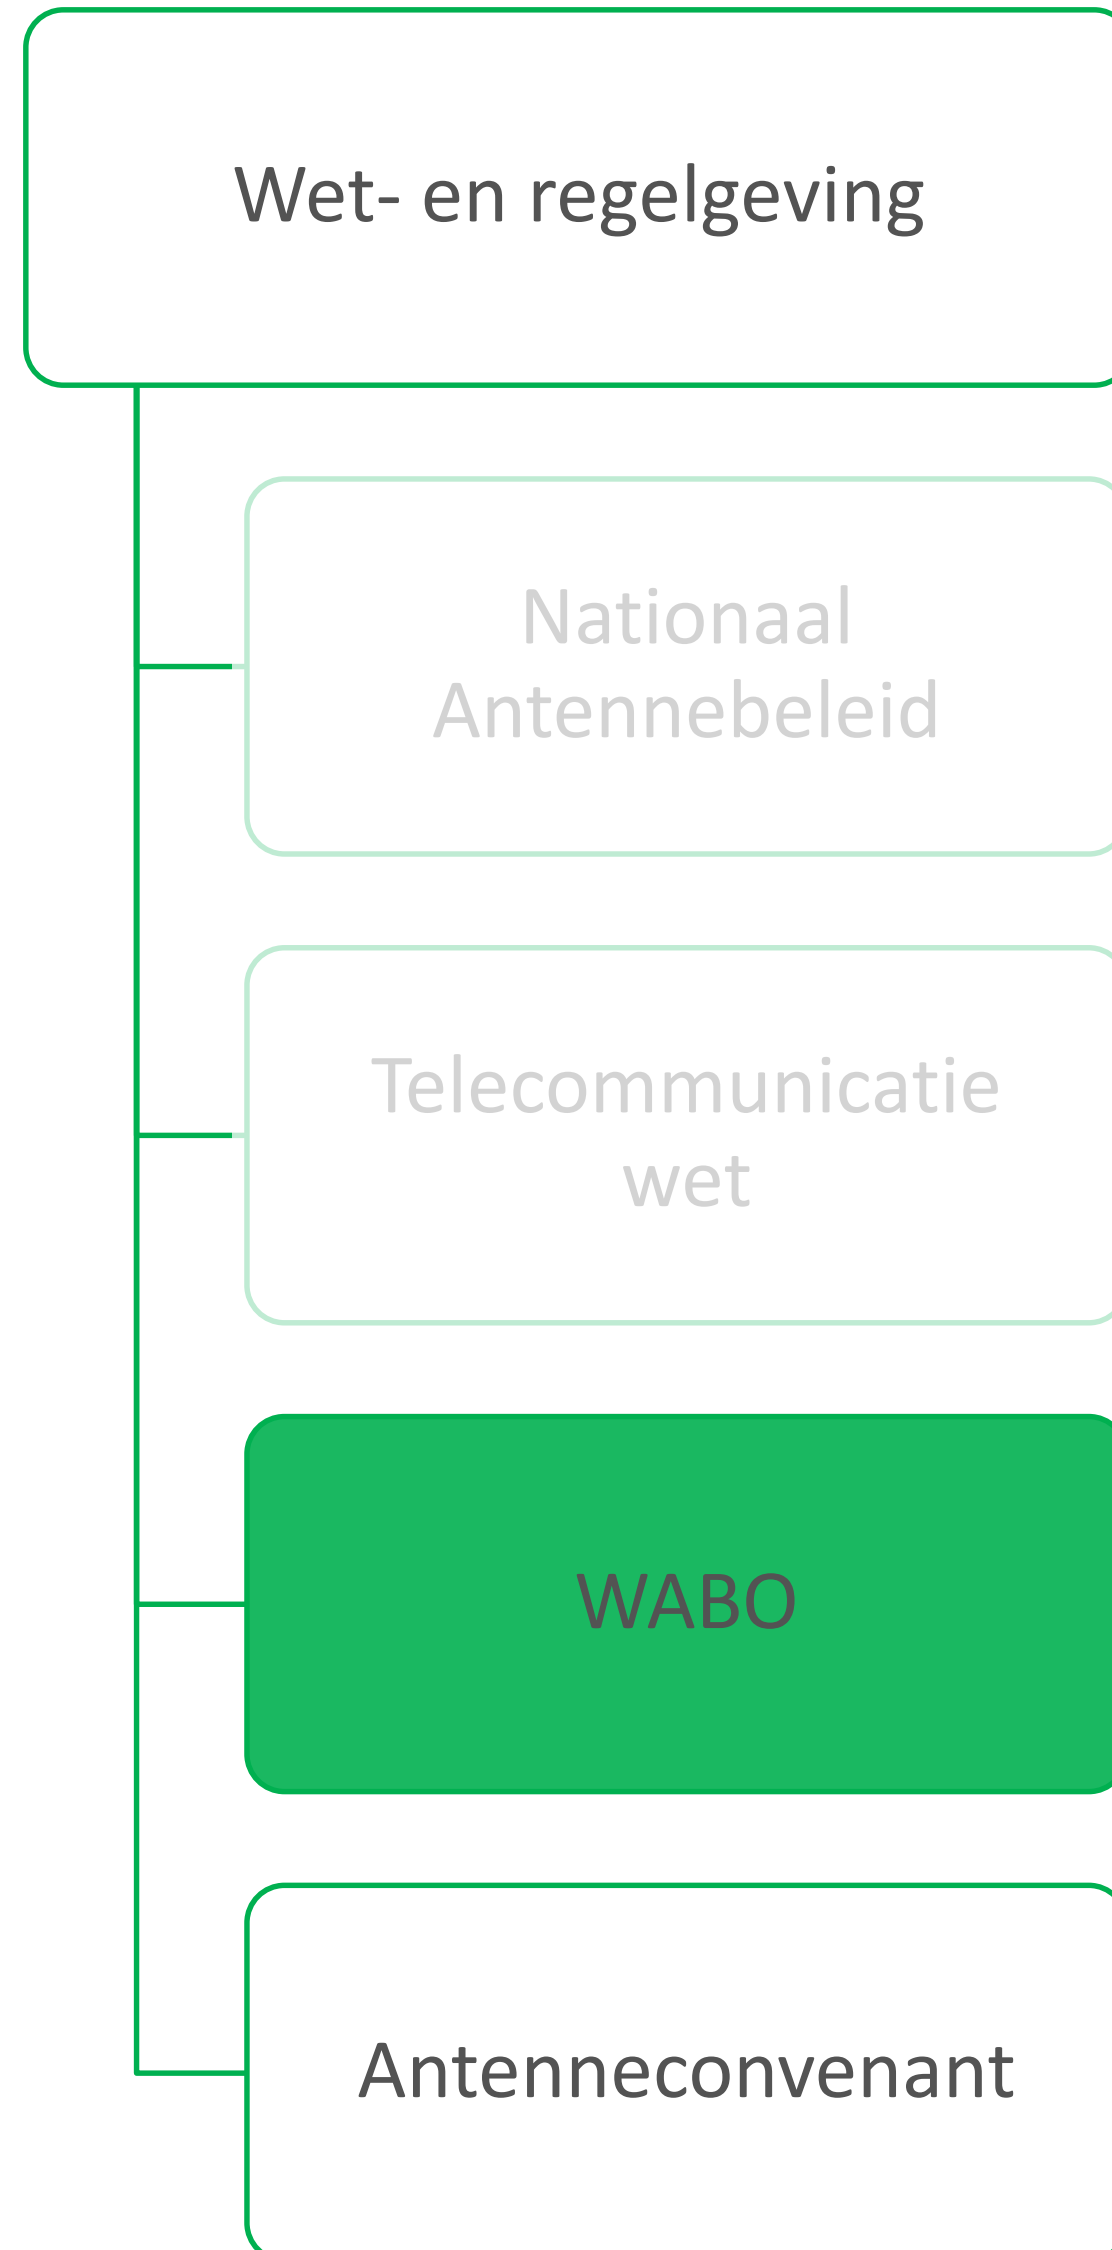 Wet- en regelgeving
Nationaal
Antennebeleid
Telecommunicatie
wet
WABO
Antenneconvenant